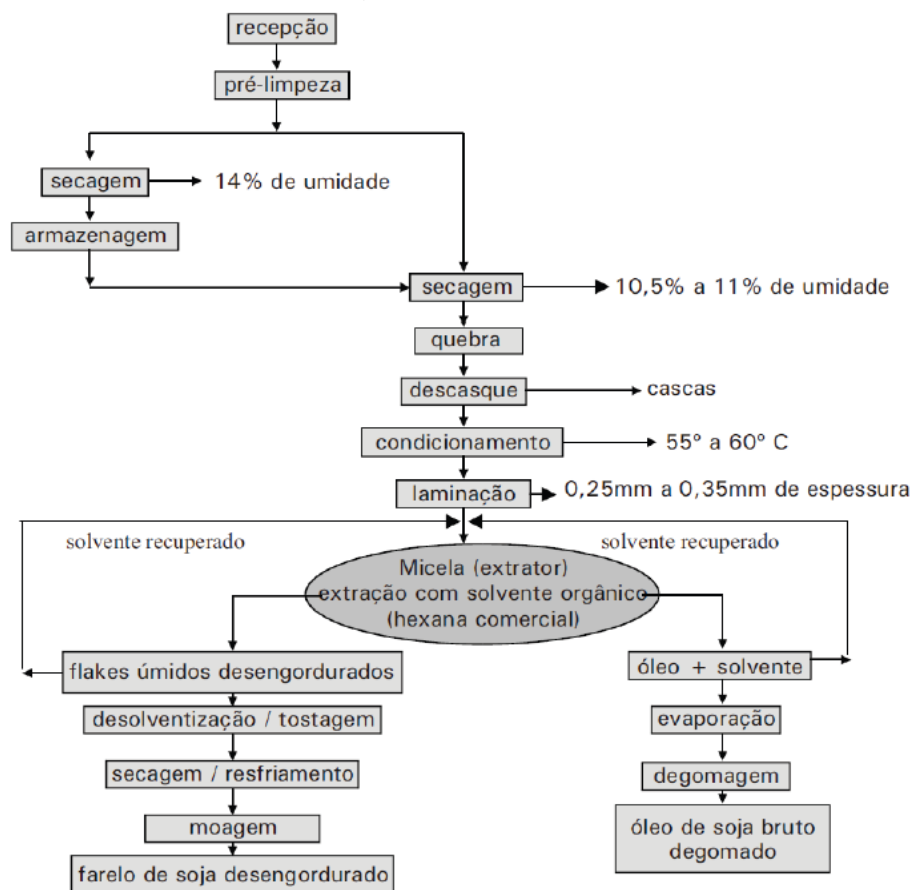 recepção
pré-limpeza
secagem
14% de umidade
armazenagem
secagem
10,5% a 11% de umidade
quebra
descasque
cascas
condicionamento
55º a 60º C
laminação
0,25mm a 0,35mm de espessura
solvente recuperado
solvente recuperado
Micela (extrator)
extração com solvente orgânico
(hexana comercial)
flakes úmidos desengordurados
óleo + solvente
desolventização / tostagem
evaporação
secagem / resfriamento
degomagem
moagem
óleo de soja bruto
degomado
farelo de soja desengordurado